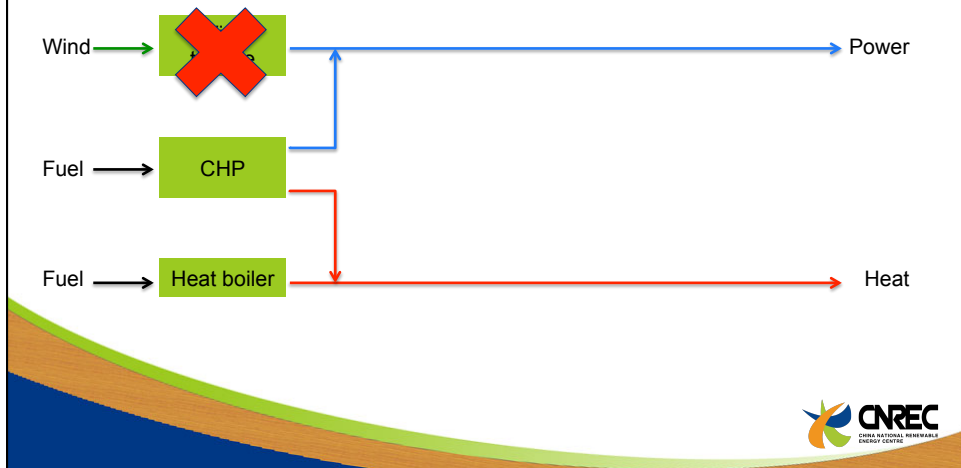 Wind
Power
Fuel
CHP
Fuel
Heat boiler
Heat
CNREC
CHINA NATIONAL RENEWABLE
ENERGY CENTRE